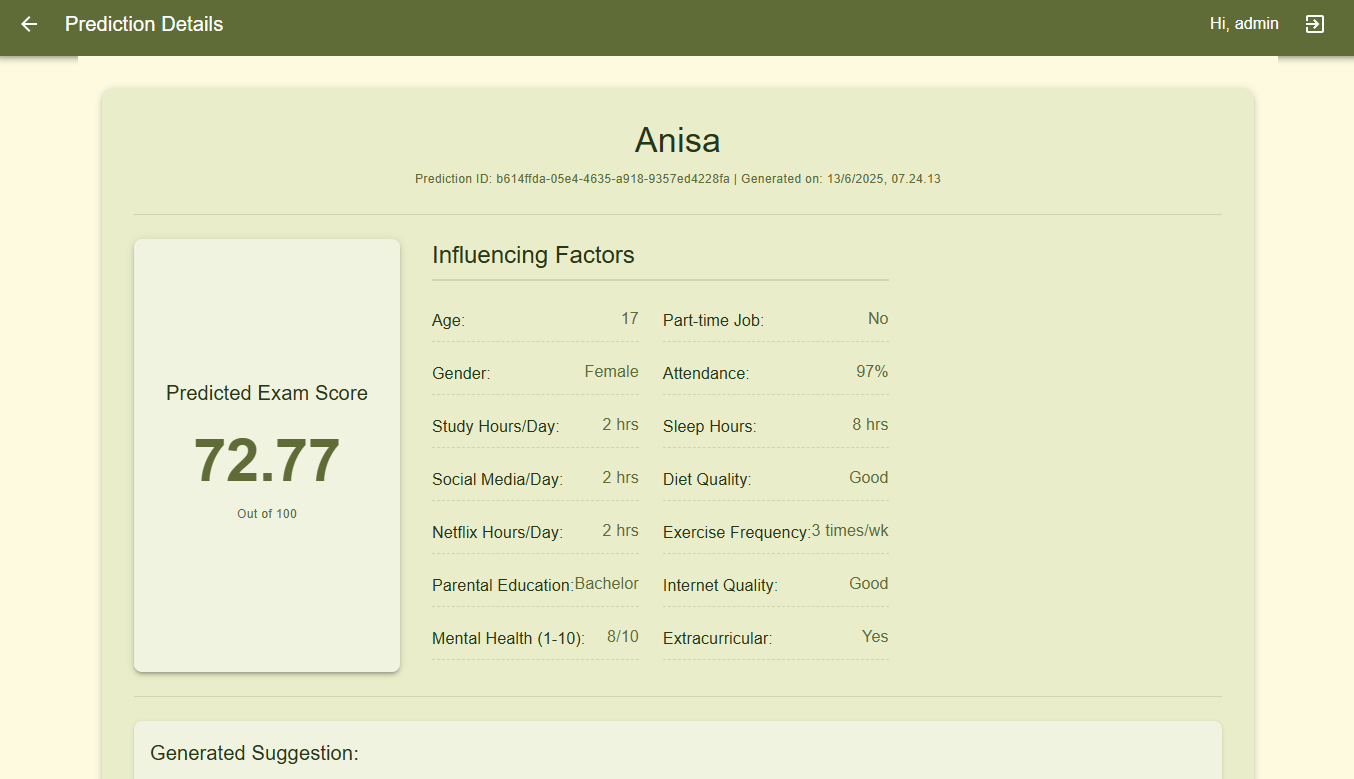 Prediction Details
Hi, admin
Anisa
Prediction ID: b614ffda-05e4-4635-a918-9357ed4228fa | Generated on: 13/6/2025, 07.24.13
Predicted Exam Score
72.77
Out of 100
Influencing Factors
Age: 17
Part-time Job: No
Gender: Female
Attendance: 97%
Study Hours/Day: 2 hrs
Sleep Hours: 8 hrs
Social Media/Day: 2 hrs
Diet Quality: Good
Netflix Hours/Day: 2 hrs
Exercise Frequency: 3 times/wk
Parental Education: Bachelor
Internet Quality: Good
Mental Health (1-10): 8/10
Extracurricular: Yes
Generated Suggestion: